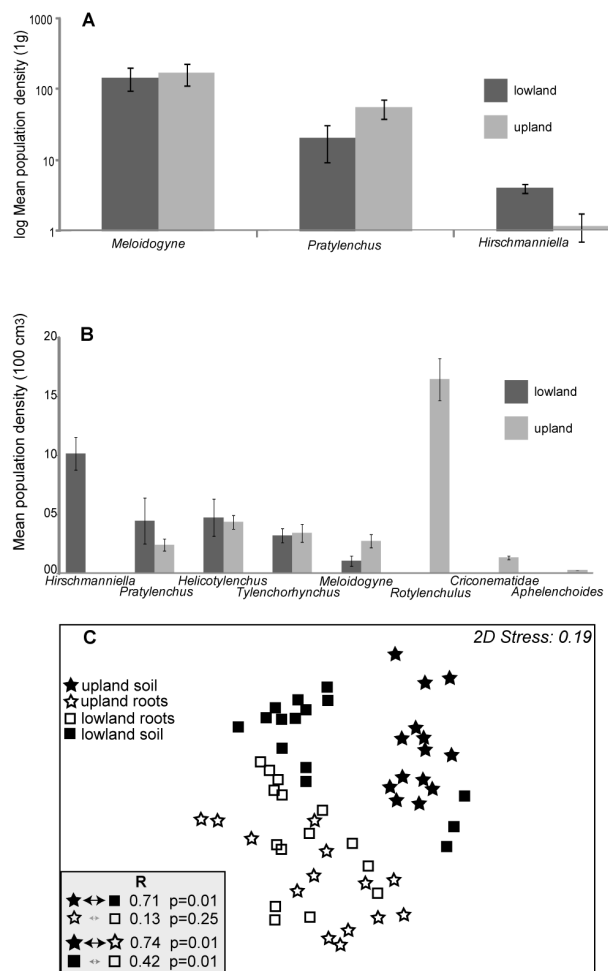 A
log Mean population density (1g)
1000
100
10
1
lowland
upland
Meloidogyne
Pratylenchus
Hirschmanniella
B
Mean population density (100 cm3)
20
15
10
05
00
lowland
upland
Hirschmanniella
Pratylenchus
Helicotylenchus
Tylenchorhynchus
Meloidogyne
Rotylenchulus
Criconematidae
Aphelenchoides
C
2D Stress: 0.19
upland soil
upland roots
lowland roots
lowland soil
R
0.71 p=0.01
0.13 p=0.25
0.74 p=0.01
0.42 p=0.01